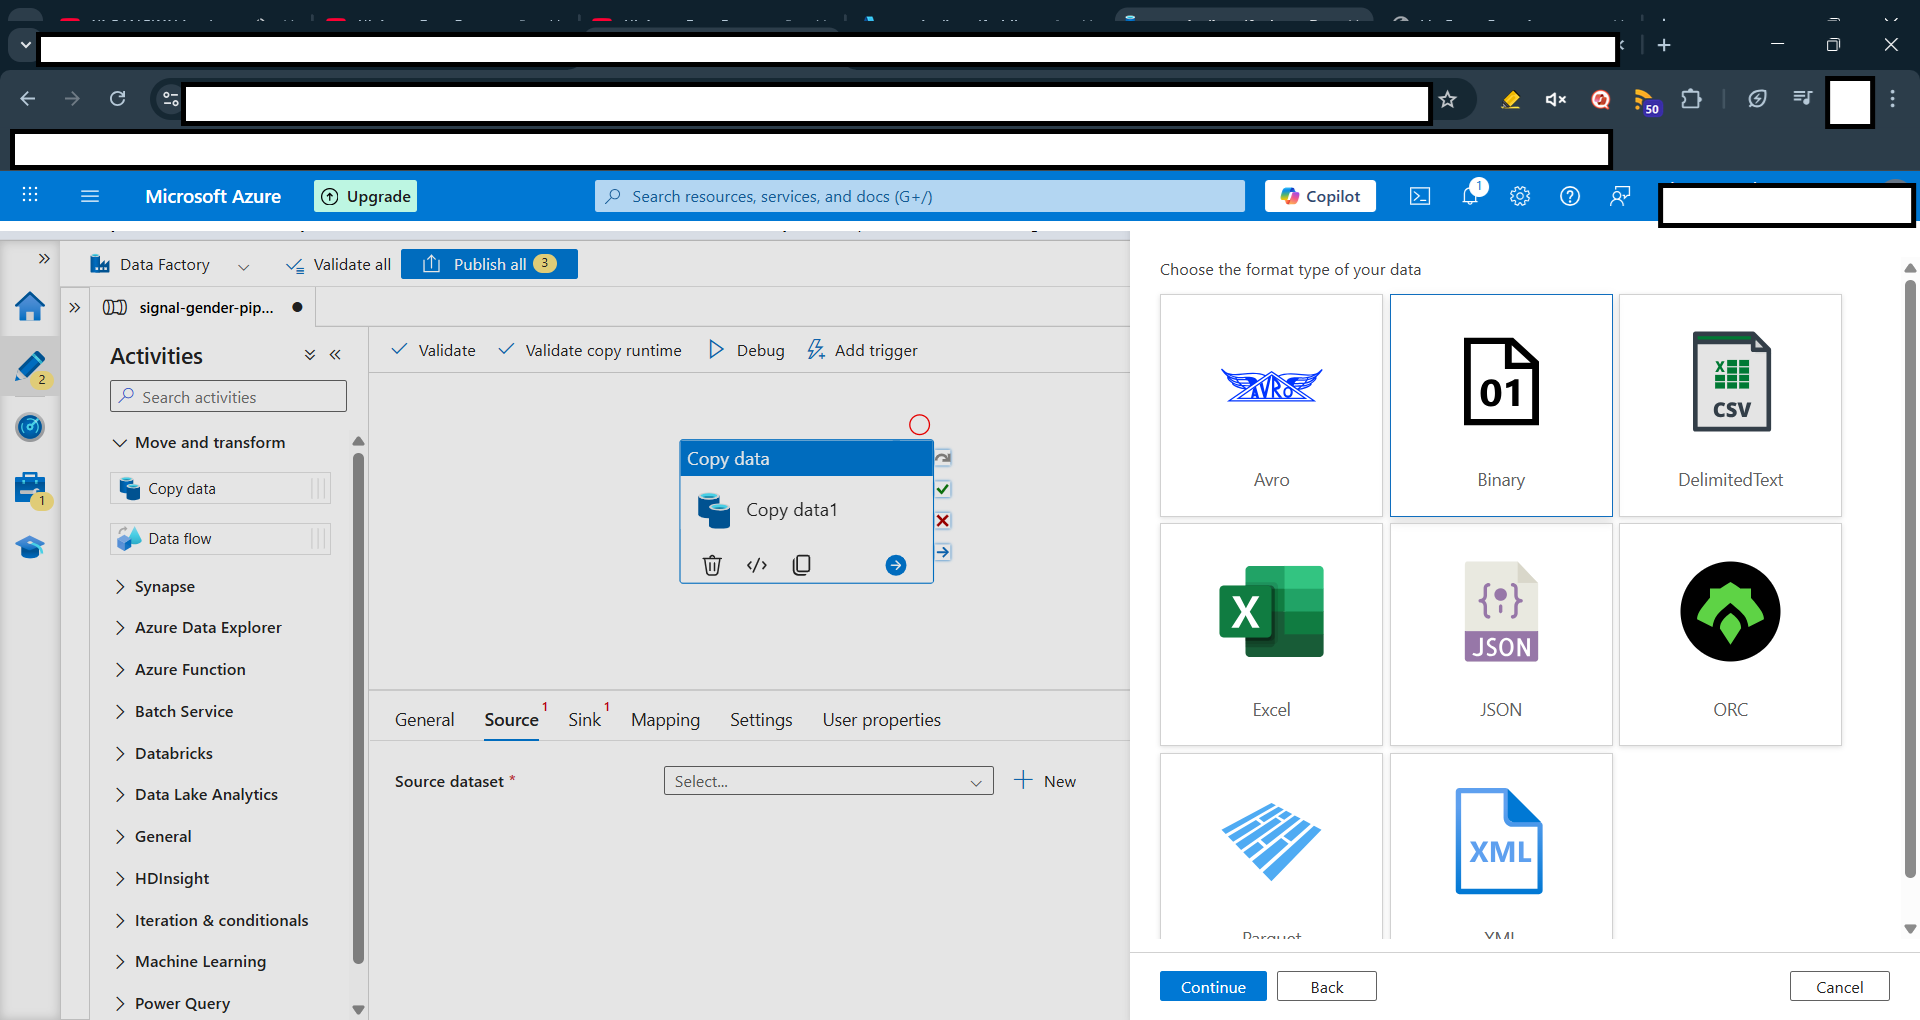 50
Microsoft Azure
Upgrade
Search resources, services, and docs (G+/)
Copilot
1
Data Factory
Validate all
Publish all 3
signal-gender-pip...
2
1
Activities
Search activities
Move and transform
Copy data
Data flow
Synapse
Azure Data Explorer
Azure Function
Batch Service
Databricks
Data Lake Analytics
General
HDInsight
Iteration & conditionals
Machine Learning
Power Query
Validate
Validate copy runtime
Debug
Add trigger
Copy data
Copy data1
General
Source 1
Sink 1
Mapping
Settings
User properties
Source dataset *
Select...
New
Choose the format type of your data
AVRO
Avro
01
Binary
X
CSV
DelimitedText
X
Excel
JSON
JSON
ORC
Parquet
XML
XML
Continue
Back
Cancel